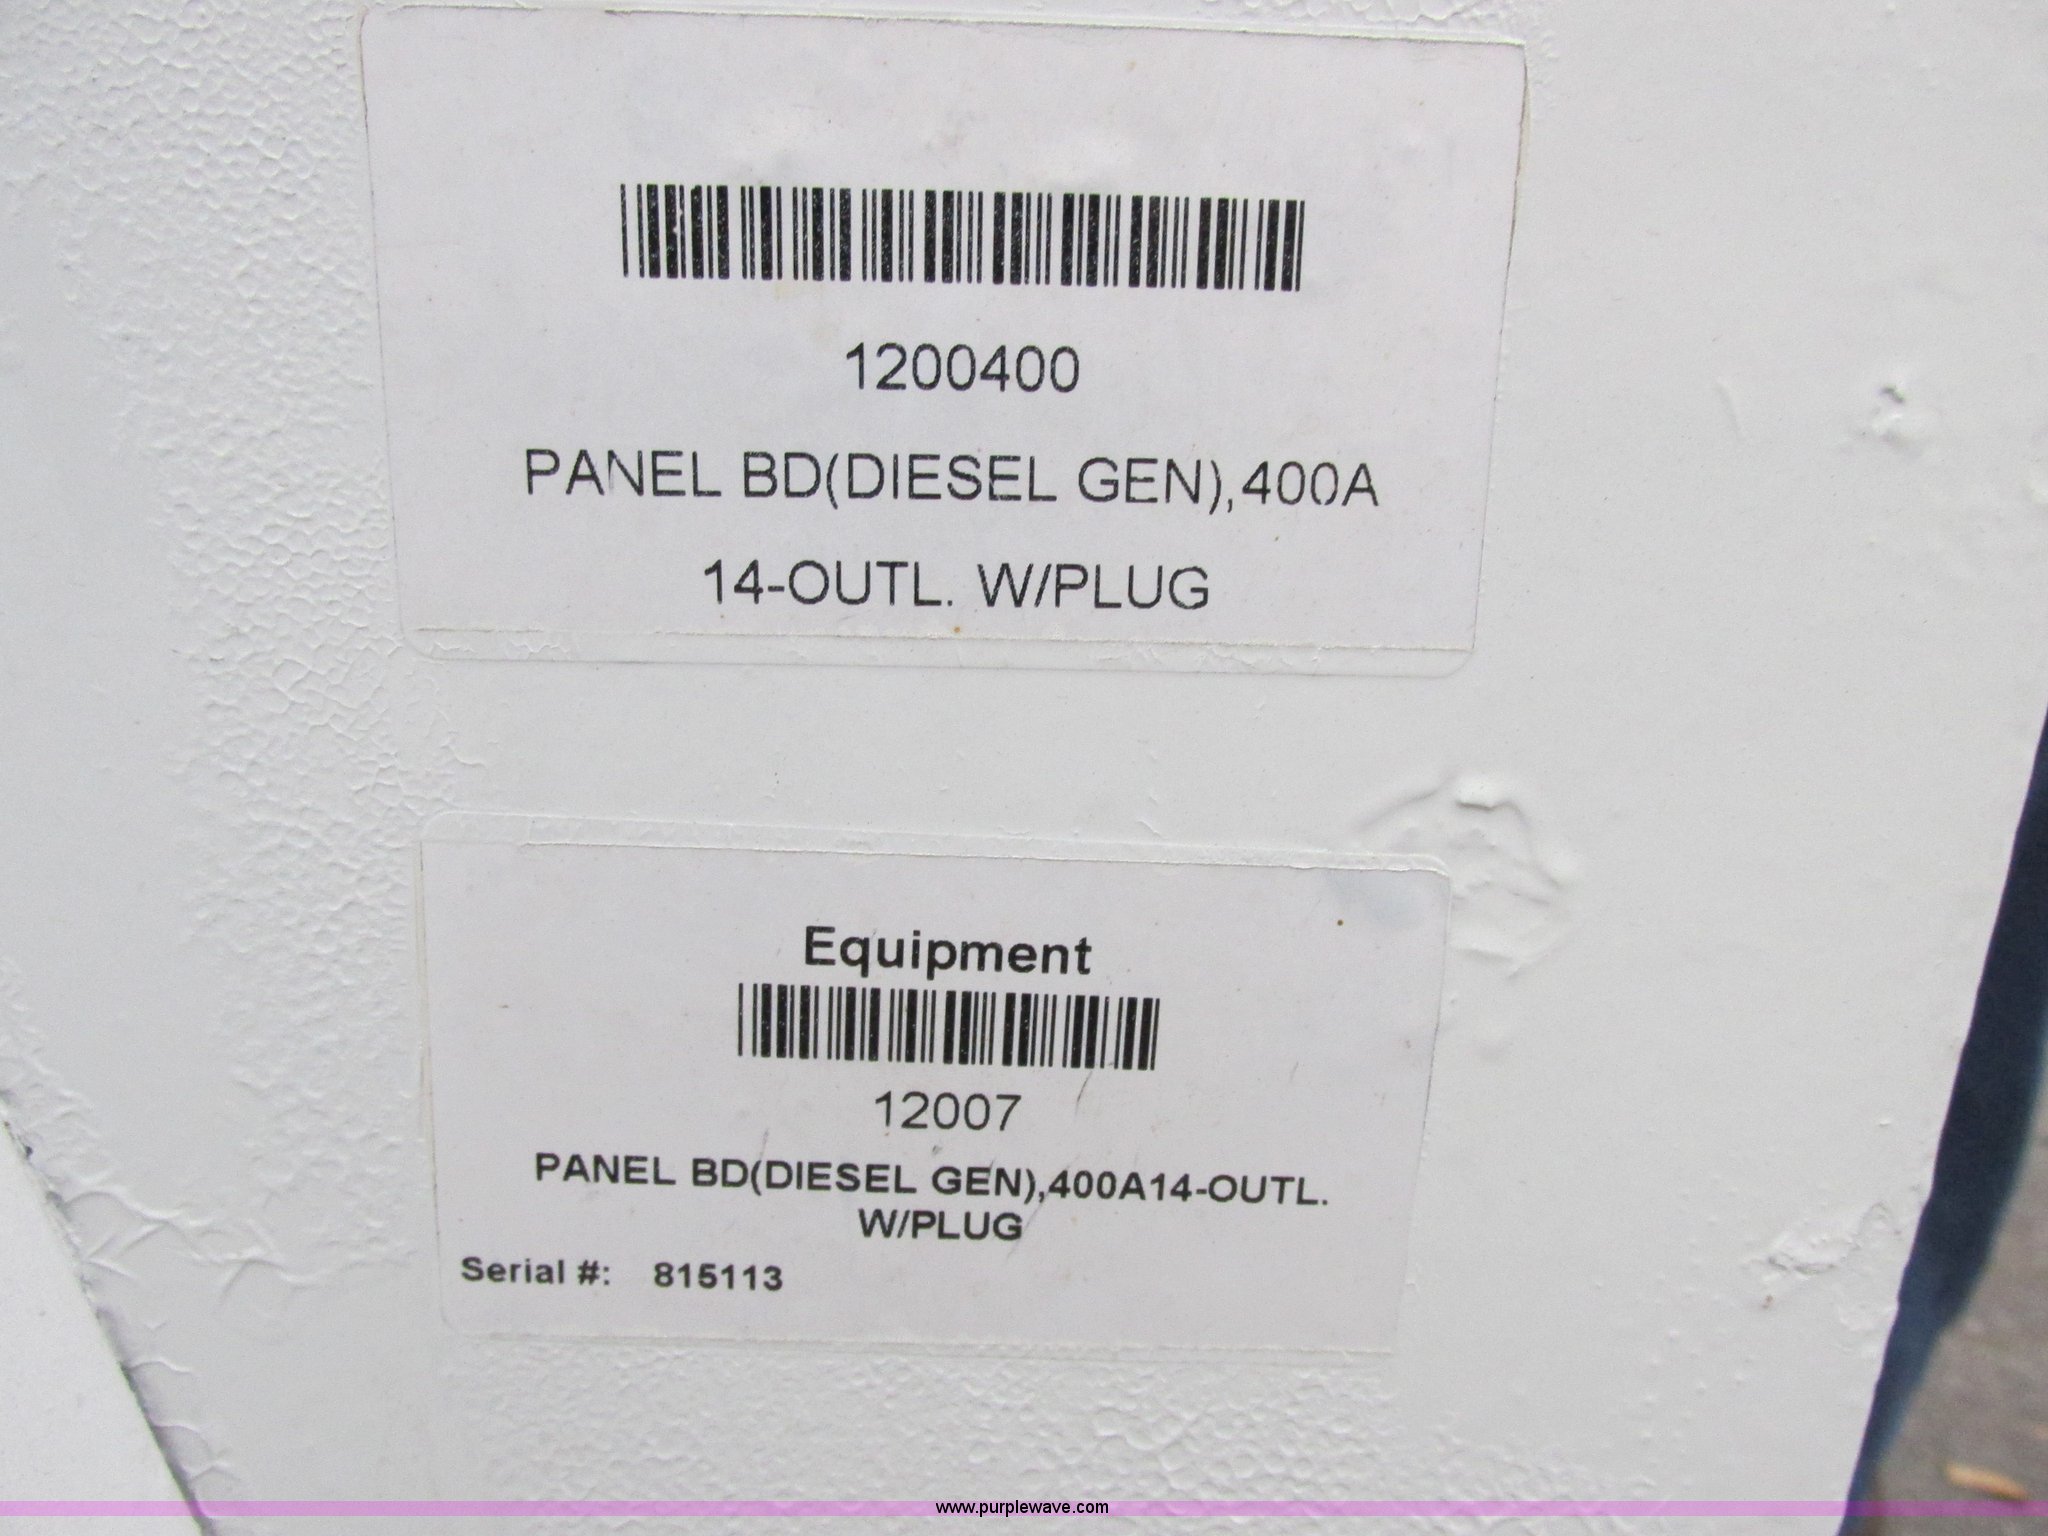 1200400
PANEL BD(DIESEL GEN),400A
14-OUTL. W/PLUG
Equipment
12007
PANEL BD(DIESEL GEN),400A14-OUTL.
W/PLUG
Serial #: 815113
www.purplewave.com